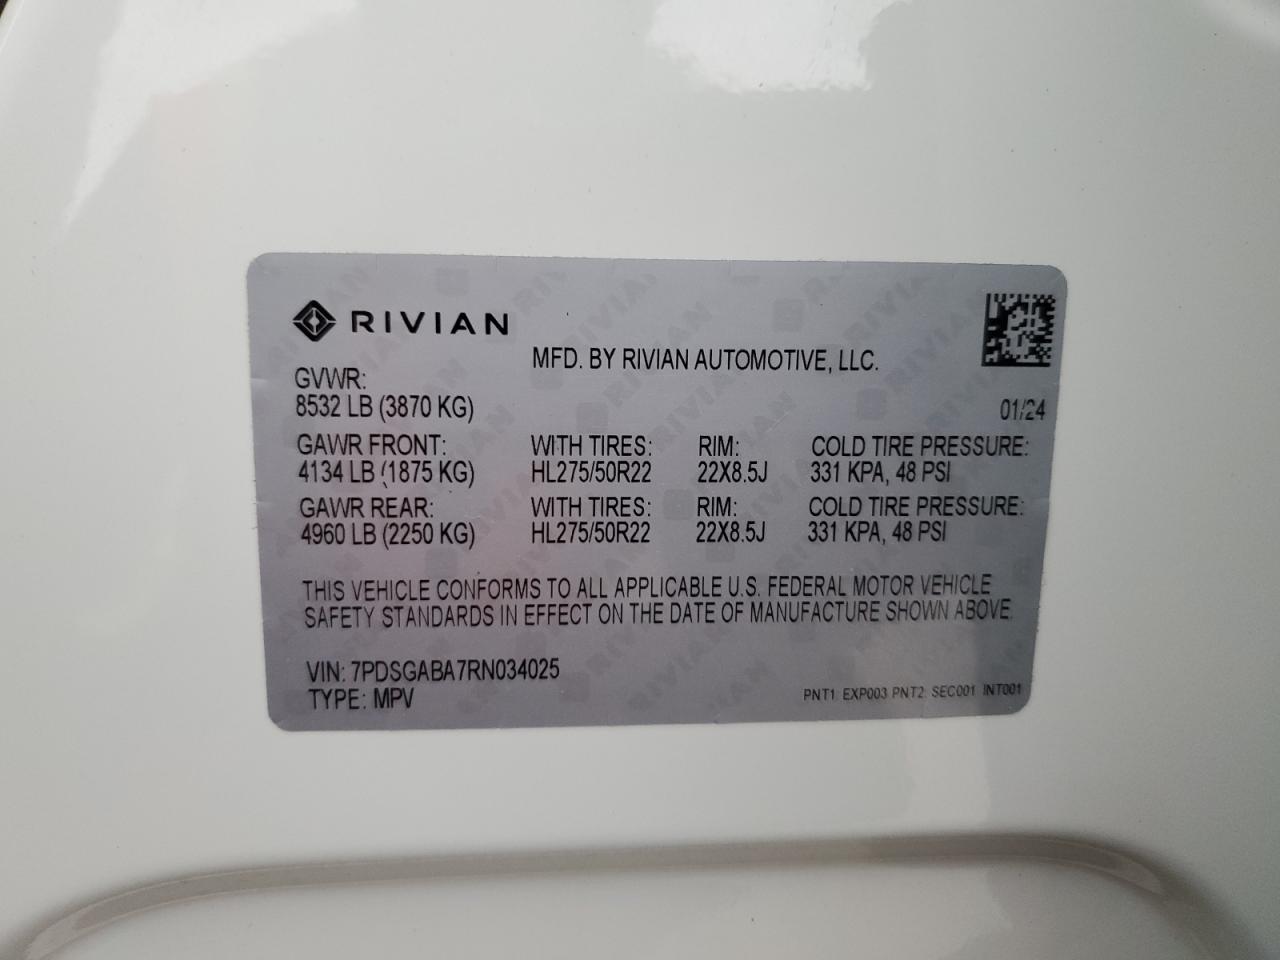 RIVIAN
MFD. BY RIVIAN AUTOMOTIVE, LLC.
GVWR:
8532 LB (3870 KG)
01/24
GAWR FRONT: WITH TIRES: RIM: COLD TIRE PRESSURE:
4134 LB (1875 KG) HL275/50R22 22X8.5J 331 KPA, 48 PSI
GAWR REAR: WITH TIRES: RIM: COLD TIRE PRESSURE:
4960 LB (2250 KG) HL275/50R22 22X8.5J 331 KPA, 48 PSI
THIS VEHICLE CONFORMS TO ALL APPLICABLE U.S. FEDERAL MOTOR VEHICLE
SAFETY STANDARDS IN EFFECT ON THE DATE OF MANUFACTURE SHOWN ABOVE.
VIN: 7PDSGABA7RN034025
TYPE: MPV
PNT1: EXP003 PNT2: SEC001 INT001